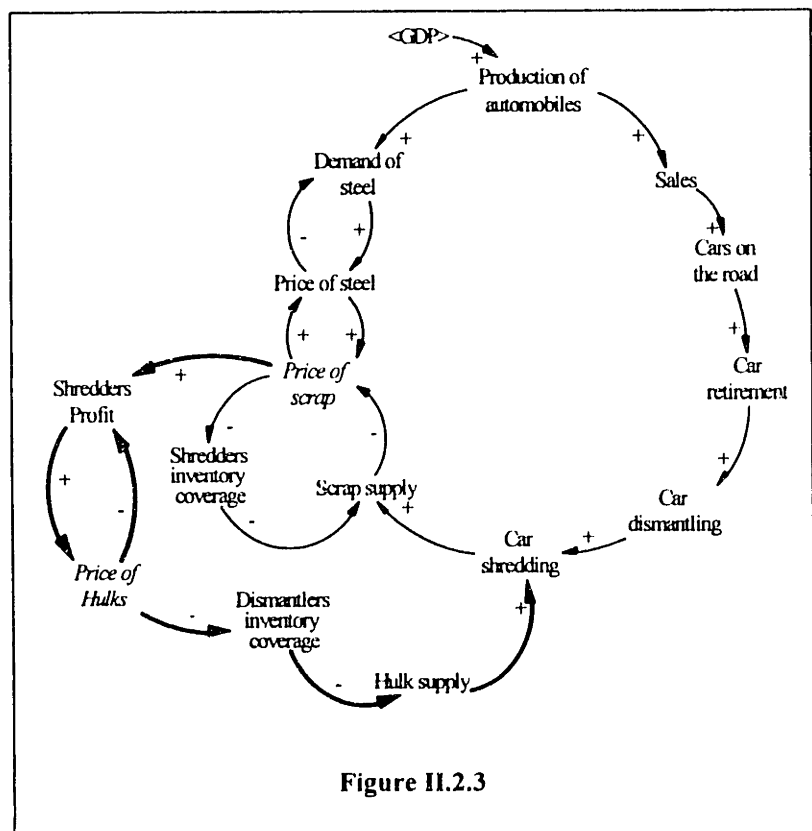 <GDP>
+
Production of
automobiles
+
+
Demand of
steel
Sales
-
+
+
Cars on
the road
Price of steel
+
+
+
+
Price of
scrap
Car
retirement
Shredders
Profit
-
-
+
Shredders
inventory
coverage
Scrap supply
+
-
-
+
Car
dismantling
+
Car
shredding
Price of
Hulks
-
Dismantlers
inventory
coverage
+
-
Hulk supply
Figure II.2.3